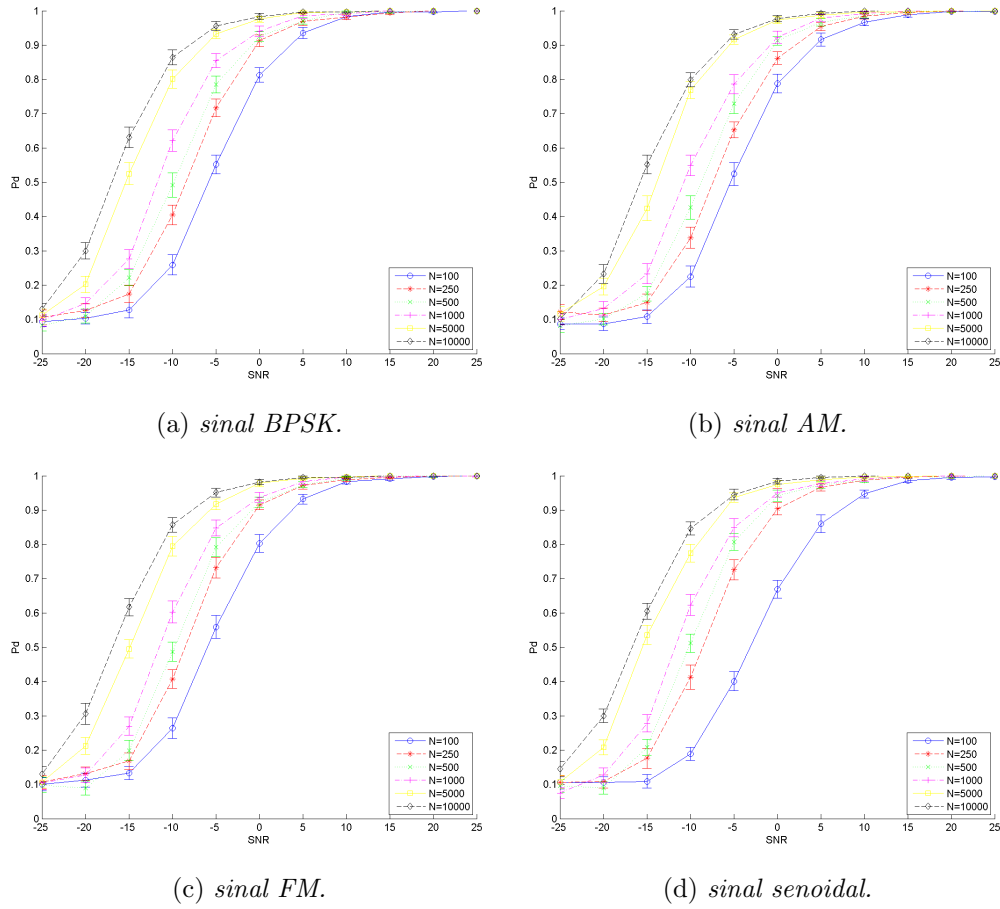 1
0.9
0.8
0.7
0.6
0.5
0.4
0.3
0.2
0.1
0
Pd
-25 -20 -15 -10 -5 0 5 10 15 20 25
SNR
N=100
N=250
N=500
N=1000
N=5000
N=10000
(a) sinal BPSK.
1
0.9
0.8
0.7
0.6
0.5
0.4
0.3
0.2
0.1
0
Pd
-25 -20 -15 -10 -5 0 5 10 15 20 25
SNR
N=100
N=250
N=500
N=1000
N=5000
N=10000
(b) sinal AM.
1
0.9
0.8
0.7
0.6
0.5
0.4
0.3
0.2
0.1
0
Pd
-25 -20 -15 -10 -5 0 5 10 15 20 25
SNR
N=100
N=250
N=500
N=1000
N=5000
N=10000
(c) sinal FM.
1
0.9
0.8
0.7
0.6
0.5
0.4
0.3
0.2
0.1
0
Pd
-25 -20 -15 -10 -5 0 5 10 15 20 25
SNR
N=100
N=250
N=500
N=1000
N=5000
N=10000
(d) sinal senoidal.